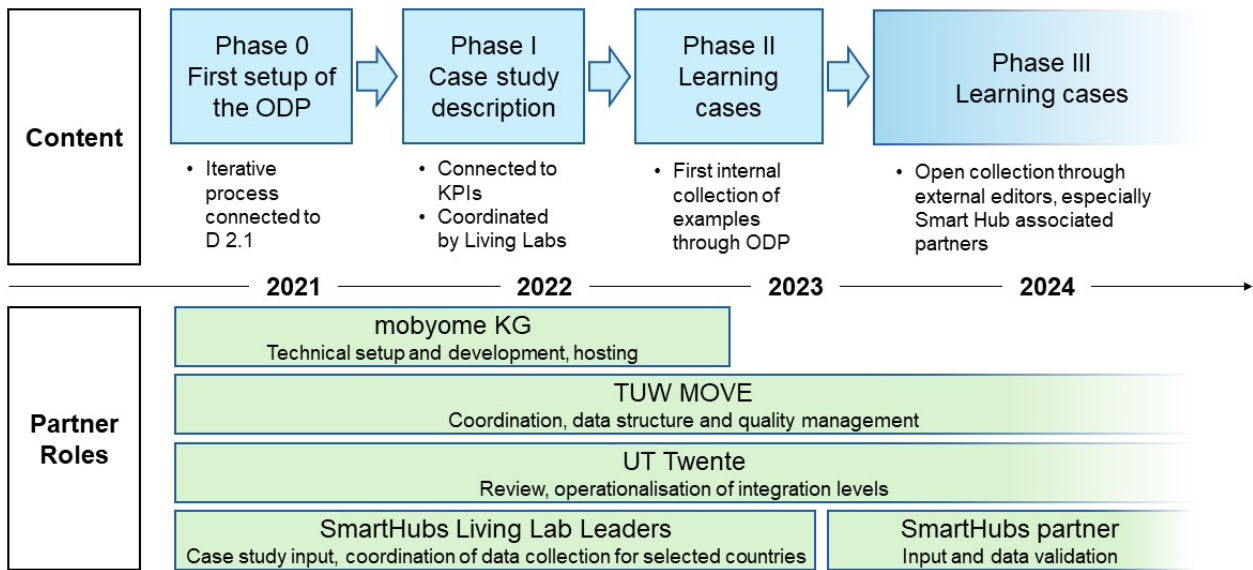 Content
Phase 0
First setup of
the ODP
Phase I
Case study
description
Phase II
Learning
cases
Phase III
Learning cases
• Iterative
process
connected to
D 2.1
• Connected to
KPIs
• Coordinated
by Living Labs
• First internal
collection of
examples
through ODP
• Open collection through
external editors, especially
Smart Hub associated
partners
2021
2022
2023
2024
Partner
Roles
mobyome KG
Technical setup and development, hosting
TUW MOVE
Coordination, data structure and quality management
UT Twente
Review, operationalisation of integration levels
SmartHubs Living Lab Leaders
Case study input, coordination of data collection for selected countries
SmartHubs partner
Input and data validation